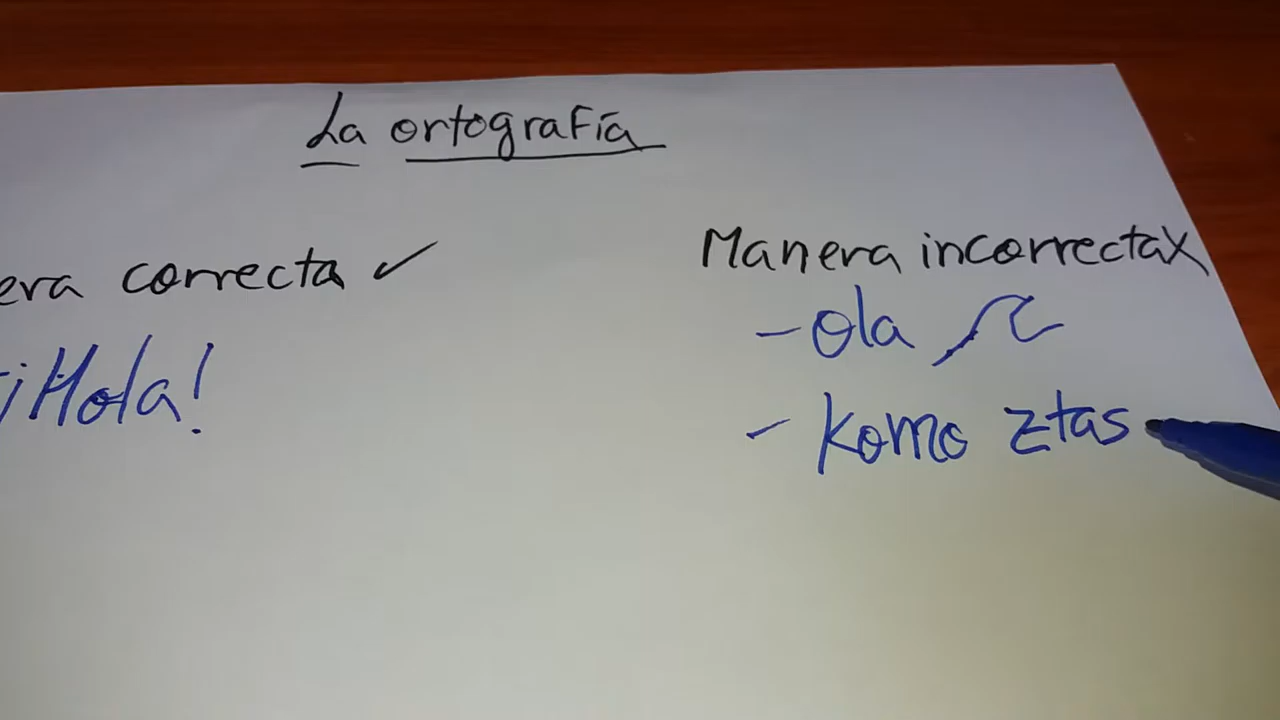 La ortografía
era correcta ✓
¡Hola!
Manera incorrecta X
- Ola
- Komo ztas